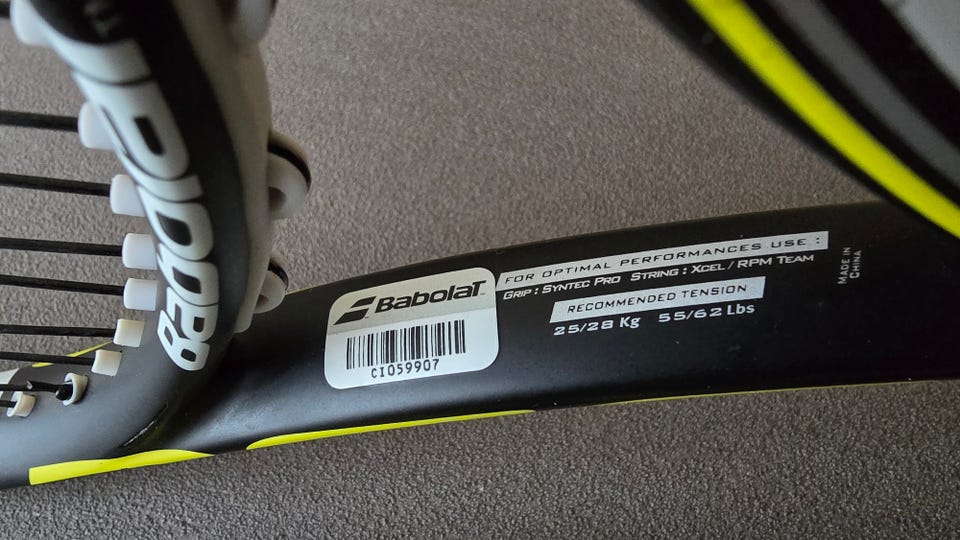 Babolat
BabolaT
CI059907
FOR OPTIMAL PERFORMANCES USE :
GRIP : SYNTEC PRO STRING : XCEL / RPM TEAM
RECOMMENDED TENSION
25/28 Kg 55/62 Lbs
MADE IN
CHINA